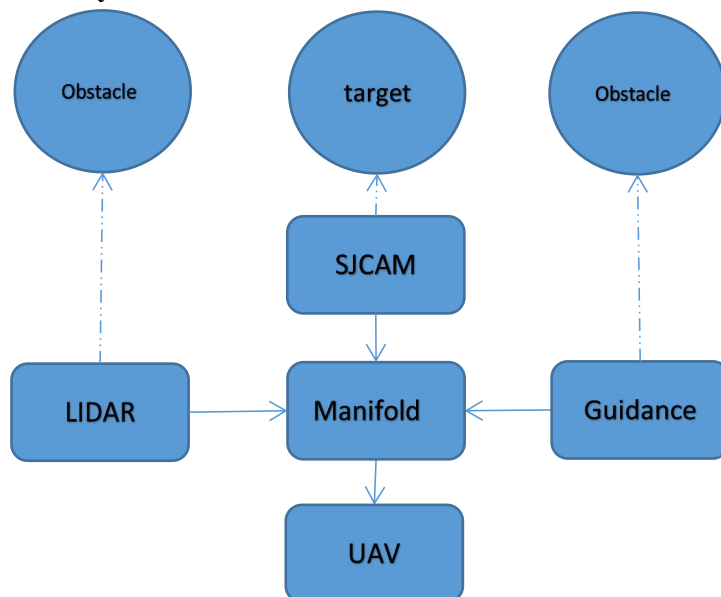 Obstacle
target
Obstacle
SJCAM
LIDAR
Manifold
Guidance
UAV